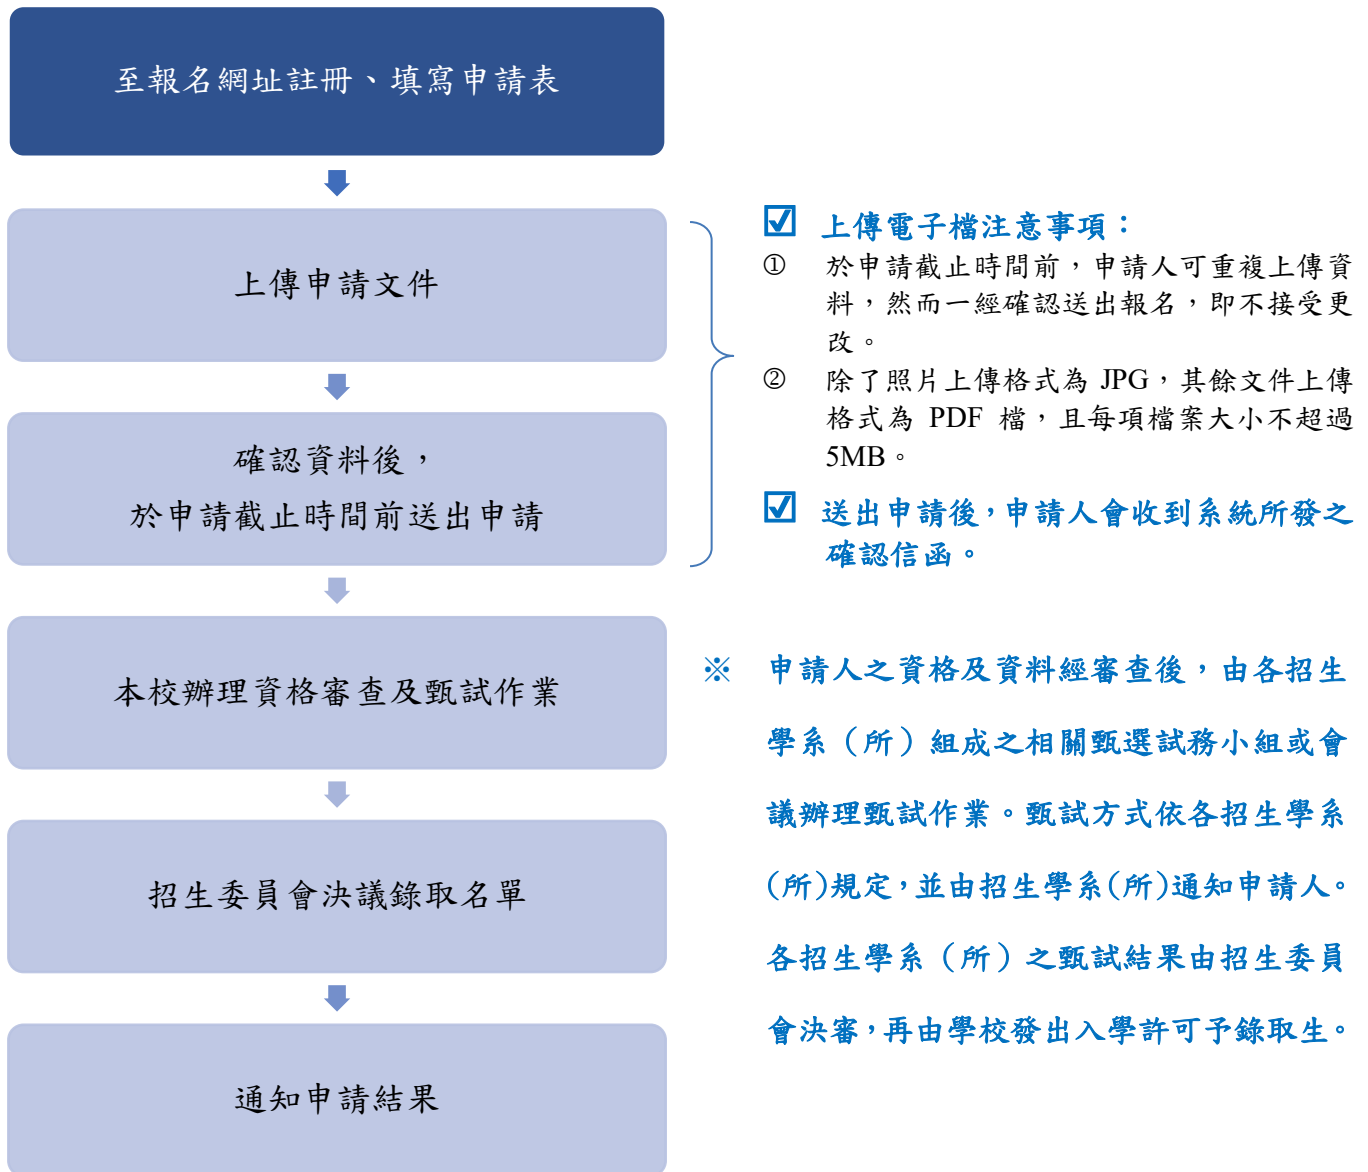 至報名網址註冊、填寫申請表
上傳申請文件
確認資料後，
於申請截止時間前送出申請
☑ 上傳電子檔注意事項：
① 於申請截止時間前，申請人可重複上傳資
料，然而一經確認送出報名，即不接受更
改。
② 除了照片上傳格式為 JPG，其餘文件上傳
格式為 PDF 檔，且每項檔案大小不超過
5MB。
☑ 送出申請後，申請人會收到系統所發之
確認信函。
本校辦理資格審查及甄試作業
招生委員會決議錄取名單
通知申請結果
※ 申請人之資格及資料經審查後，由各招生
學系（所）組成之相關甄選試務小組或會
議辦理甄試作業。甄試方式依各招生學系
(所)規定，並由招生學系(所)通知申請人。
各招生學系（所）之甄試結果由招生委員
會決審，再由學校發出入學許可予錄取生。